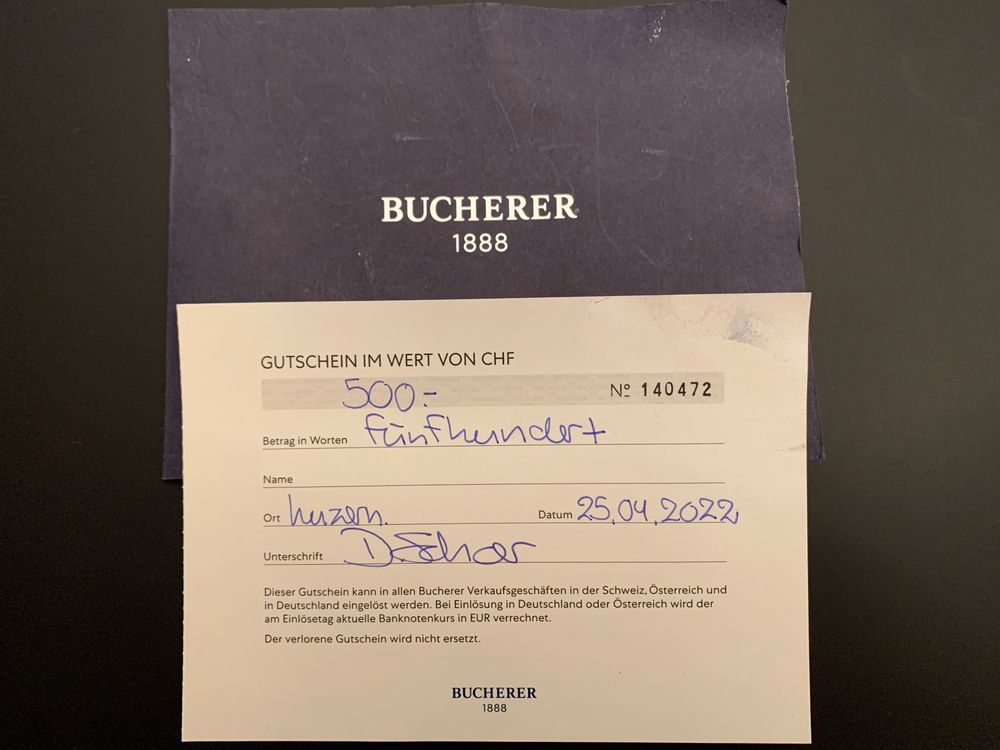 BUCHERER
1888
GUTSCHEIN IM WERT VON CHF
500.- Nº 140472
Betrag in Worten fünfhundert
Name
Ort Luzern. Datum 25.04.2022
Unterschrift D. Schär
Dieser Gutschein kann in allen Bucherer Verkaufsgeschäften in der Schweiz, Österreich und
in Deutschland eingelöst werden. Bei Einlösung in Deutschland oder Österreich wird der
am Einlösetag aktuelle Banknotenkurs in EUR verrechnet.
Der verlorene Gutschein wird nicht ersetzt.
BUCHERER
1888